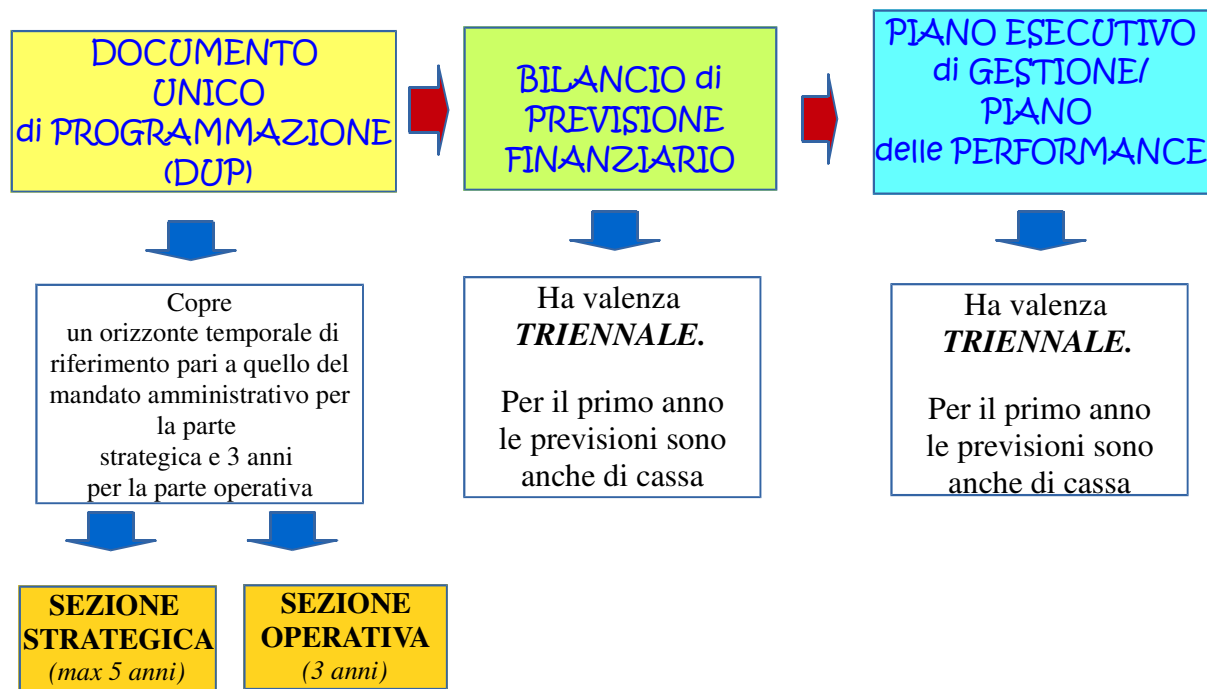 DOCUMENTO
UNICO
di PROGRAMMAZIONE
(DUP)
BILANCIO di
PREVISIONE
FINANZIARIO
PIANO ESECUTIVO
di GESTIONE/
PIANO
delle PERFORMANCE
Copre
un orizzonte temporale di
riferimento pari a quello del
mandato amministrativo per
la parte
strategica e 3 anni
per la parte operativa
Ha valenza
TRIENNALE.
Per il primo anno
le previsioni sono
anche di cassa
Ha valenza
TRIENNALE.
Per il primo anno
le previsioni sono
anche di cassa
SEZIONE
STRATEGICA
(max 5 anni)
SEZIONE
OPERATIVA
(3 anni)